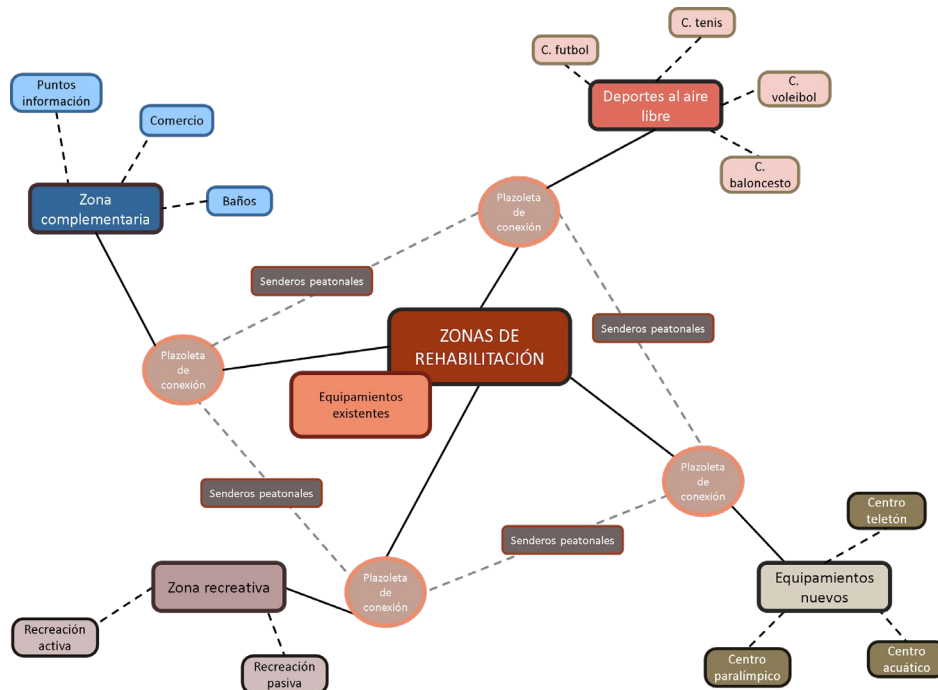 C. tenis
C. futbol
Deportes al aire
libre
C.
voleibol
C.
baloncesto
Puntos
información
Comercio
Baños
Zona
complementaria
Plazoleta
de
conexión
Senderos peatonales
Senderos peatonales
ZONAS DE
REHABILITACIÓN
Equipamientos
existentes
Plazoleta
de
conexión
Plazoleta
de
conexión
Senderos peatonales
Senderos peatonales
Plazoleta
de
conexión
Zona recreativa
Recreación
activa
Recreación
pasiva
Centro
teletón
Equipamientos
nuevos
Centro
paralímpico
Centro
acuático